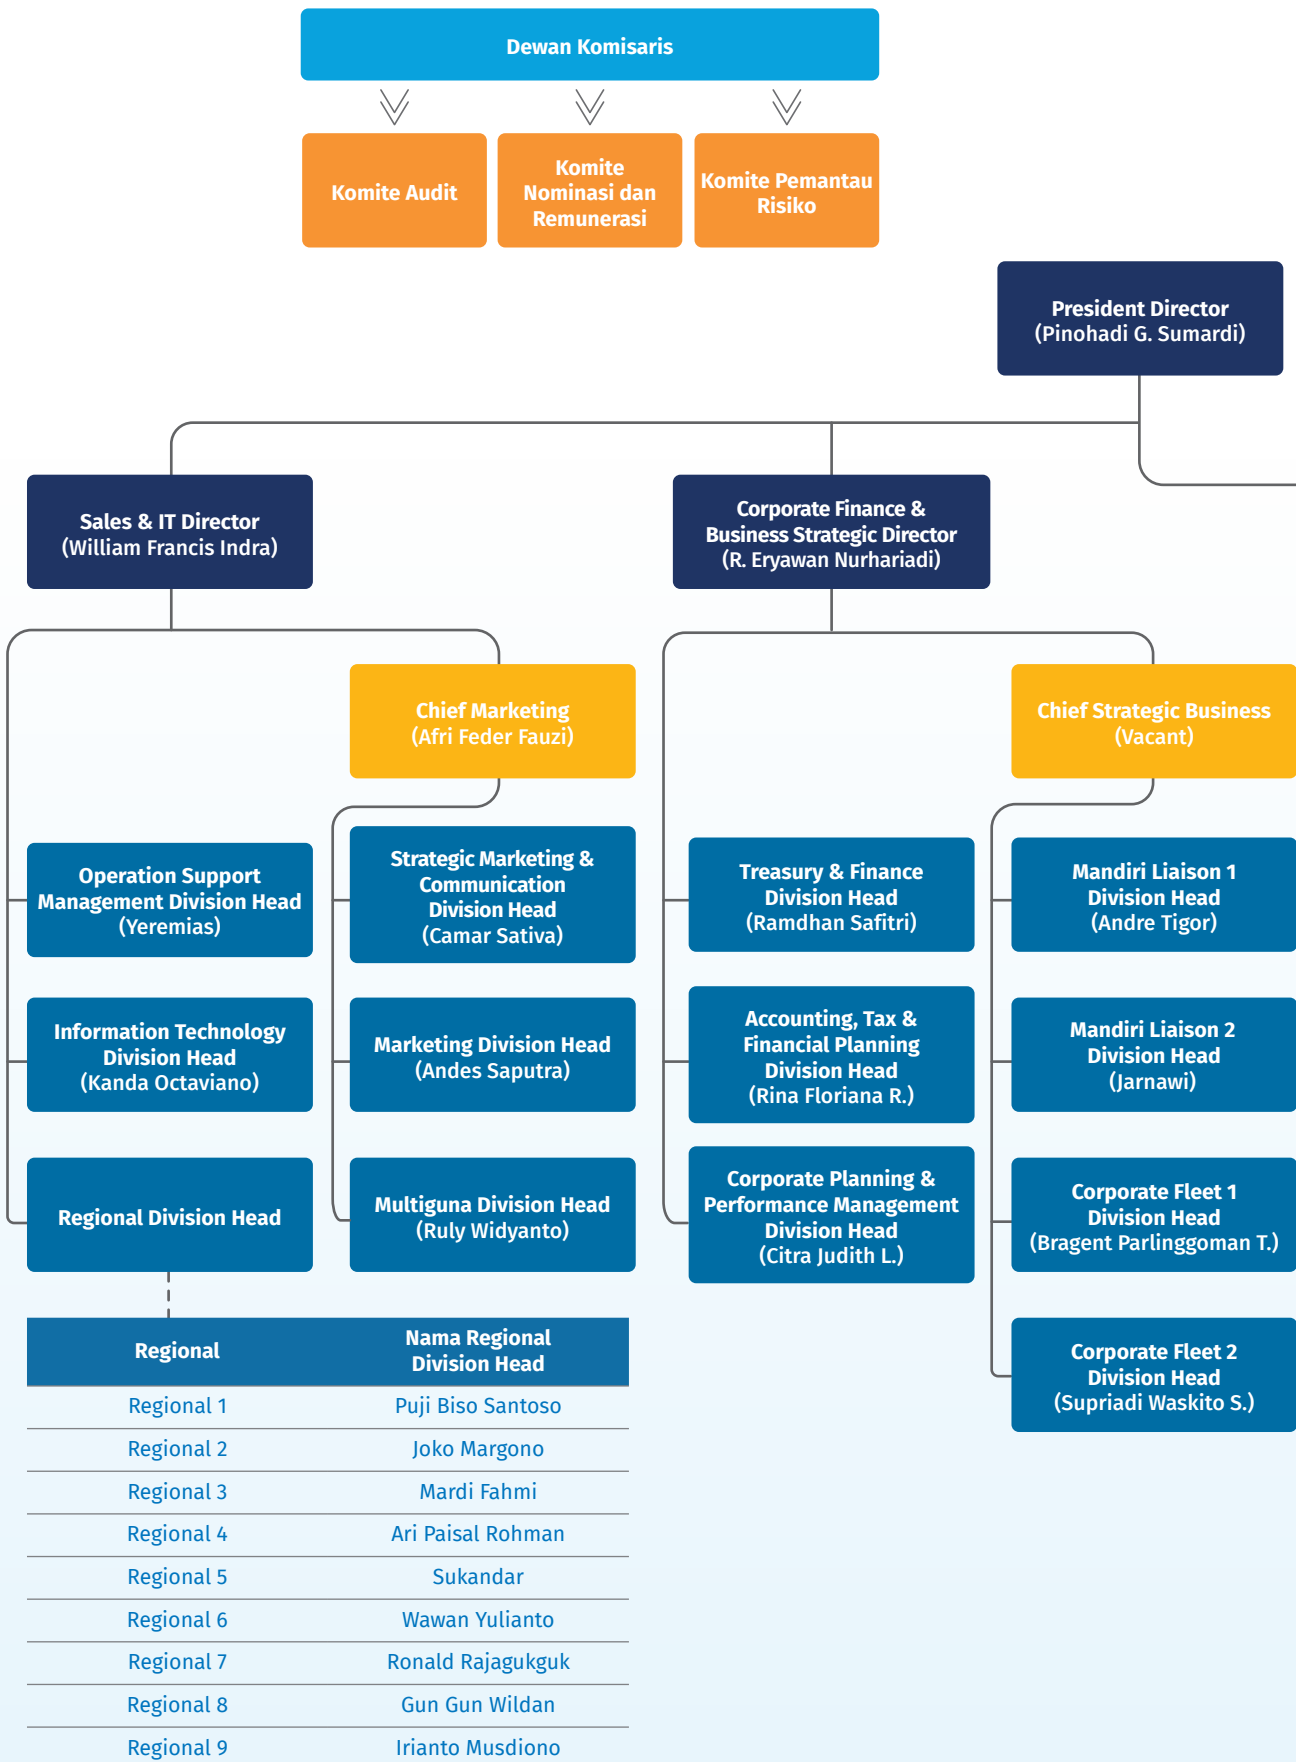 Dewan Komisaris
Komite Audit
Komite
Nominasi dan
Remunerasi
Komite Pemantau
Risiko
President Director
(Pinohadi G. Sumardi)
Sales & IT Director
(William Francis Indra)
Corporate Finance &
Business Strategic Director
(R. Eryawan Nurhariadi)
Chief Marketing
(Afri Feder Fauzi)
Chief Strategic Business
(Vacant)
Operation Support
Management Division Head
(Yeremias)
Strategic Marketing &
Communication
Division Head
(Camar Sativa)
Treasury & Finance
Division Head
(Ramdhan Safitri)
Mandiri Liaison 1
Division Head
(Andre Tigor)
Information Technology
Division Head
(Kanda Octaviano)
Marketing Division Head
(Andes Saputra)
Accounting, Tax &
Financial Planning
Division Head
(Rina Floriana R.)
Mandiri Liaison 2
Division Head
(Jarnawi)
Regional Division Head
Multiguna Division Head
(Ruly Widyanto)
Corporate Planning &
Performance Management
Division Head
(Citra Judith L.)
Corporate Fleet 1
Division Head
(Bragent Parlinggoman T.)
Corporate Fleet 2
Division Head
(Supriadi Waskito S.)
Regional
Nama Regional
Division Head
Regional 1 Puji Biso Santoso
Regional 2 Joko Margono
Regional 3 Mardi Fahmi
Regional 4 Ari Paisal Rohman
Regional 5 Sukandar
Regional 6 Wawan Yulianto
Regional 7 Ronald Rajagukguk
Regional 8 Gun Gun Wildan
Regional 9 Irianto Musdiono